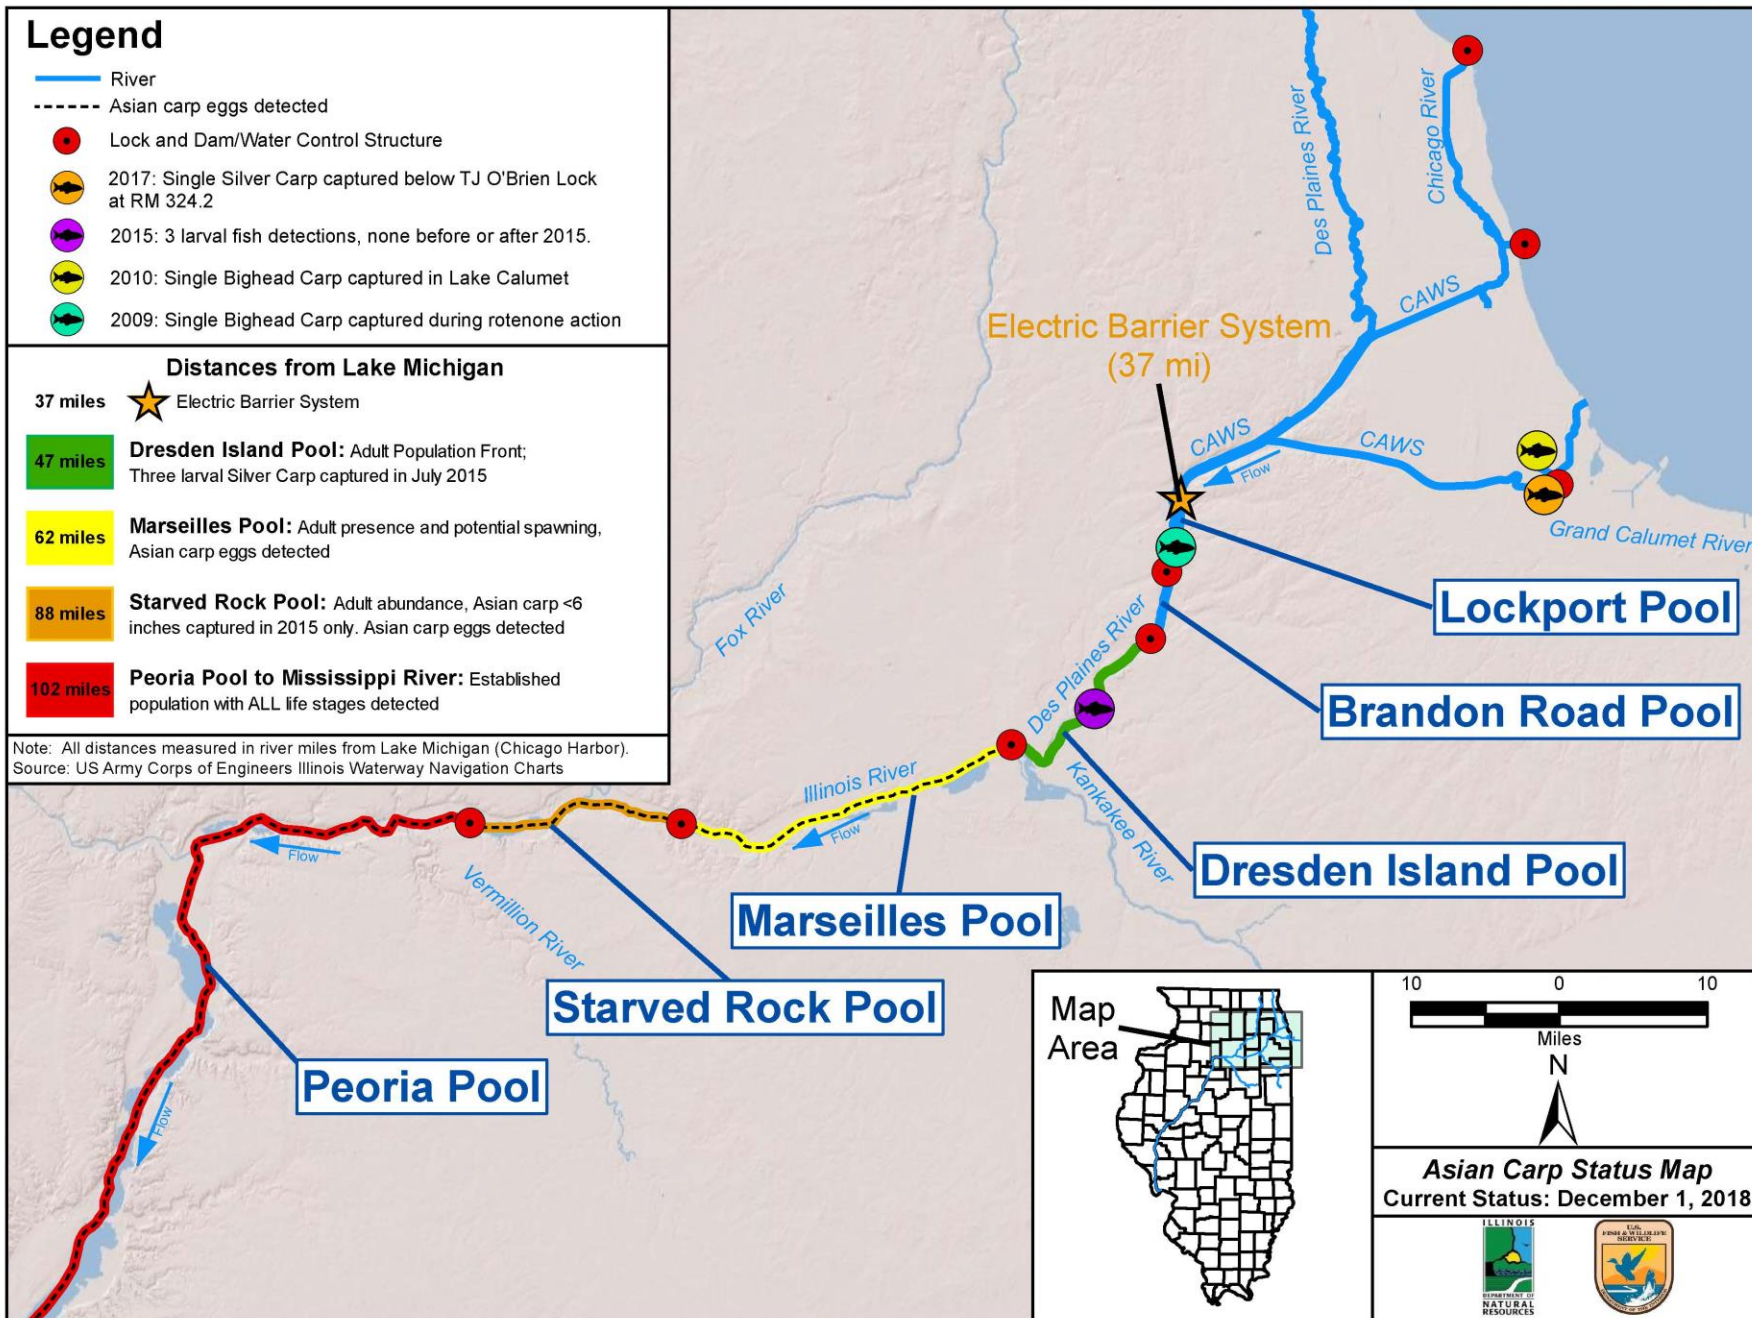 Legend
River
Asian carp eggs detected
Lock and Dam/Water Control Structure
2017: Single Silver Carp captured below TJ O'Brien Lock
at RM 324.2
2015: 3 larval fish detections, none before or after 2015.
2010: Single Bighead Carp captured in Lake Calumet
2009: Single Bighead Carp captured during rotenone action
Distances from Lake Michigan
37 miles Electric Barrier System
47 miles Dresden Island Pool: Adult Population Front;
Three larval Silver Carp captured in July 2015
62 miles Marseilles Pool: Adult presence and potential spawning,
Asian carp eggs detected
88 miles Starved Rock Pool: Adult abundance, Asian carp <6
inches captured in 2015 only. Asian carp eggs detected
102 miles Peoria Pool to Mississippi River: Established
population with ALL life stages detected
Note: All distances measured in river miles from Lake Michigan (Chicago Harbor).
Source: US Army Corps of Engineers Illinois Waterway Navigation Charts
Des Plaines River
Chicago River
CAWS
Electric Barrier System
(37 mi)
CAWS
Flow
CAWS
Grand Calumet River
Lockport Pool
Fox River
Des Plaines River
Brandon Road Pool
Illinois River
Flow
Kankakee River
Dresden Island Pool
Flow
Vermillion River
Marseilles Pool
Starved Rock Pool
Peoria Pool
Flow
Map
Area
10 0 10
Miles
N
Asian Carp Status Map
Current Status: December 1, 2018
ILLINOIS
DEPARTMENT OF
NATURAL
RESOURCES
U.S.
FISH & WILDLIFE
SERVICE